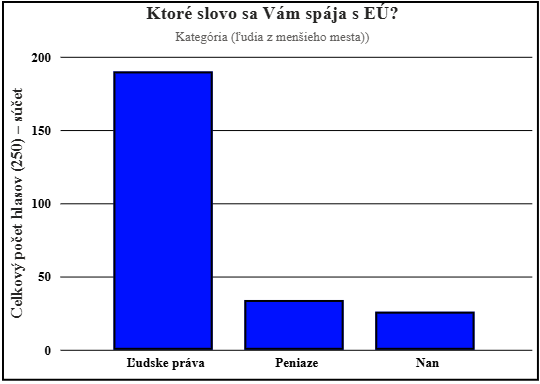 Ktoré slovo sa Vám spája s EÚ?
Kategória (ľudia z menšieho mesta))
Celkový počet hlasov (250) – súčet
200
150
100
50
0
Ľudske práva
Peniaze
Nan